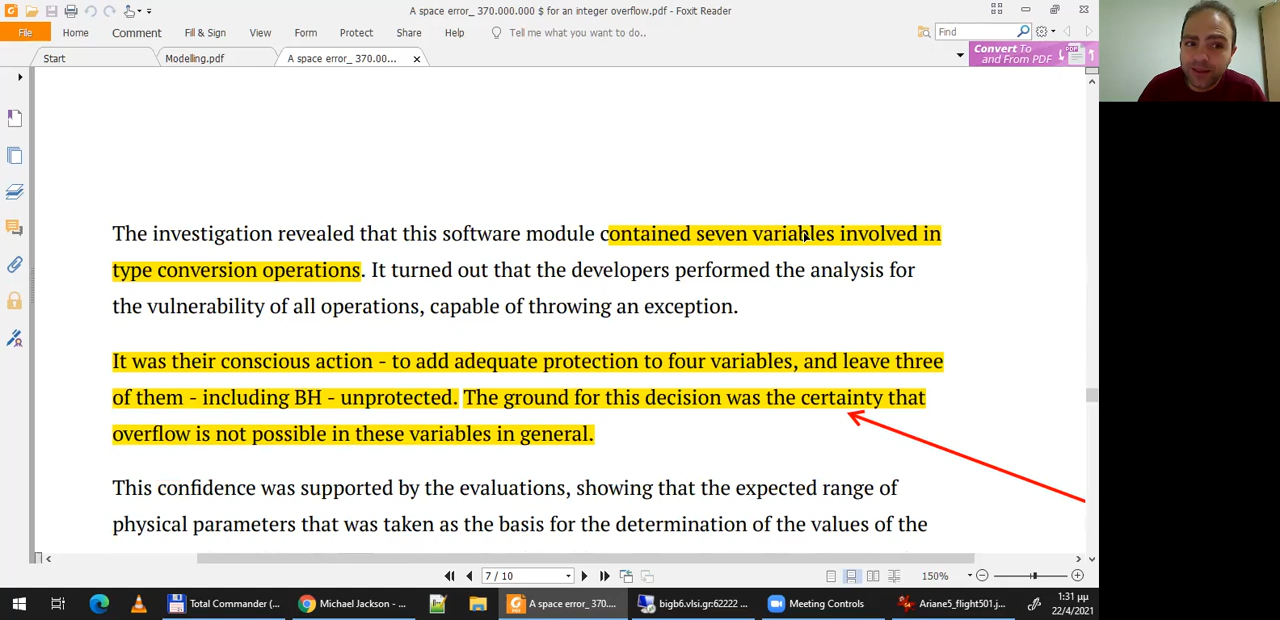 A space error_ 370.000.000 $ for an integer overflow.pdf - Foxit Reader
File Home Comment Fill & Sign View Form Protect Share Help Tell me what you want to do.. Find
Start Modelling.pdf A space error_ 370.00... Convert To
and From PDF
The investigation revealed that this software module contained seven variables involved in
type conversion operations. It turned out that the developers performed the analysis for
the vulnerability of all operations, capable of throwing an exception.
It was their conscious action - to add adequate protection to four variables, and leave three
of them - including BH - unprotected. The ground for this decision was the certainty that
overflow is not possible in these variables in general.
This confidence was supported by the evaluations, showing that the expected range of
physical parameters that was taken as the basis for the determination of the values of the
7 / 10 150%
Total Commander (... Michael Jackson - ... A space error_ 370.... bigb6.vlsi.gr:62222 ... Meeting Controls Ariane5_flight501.j... 1:31 μμ
22/4/2021